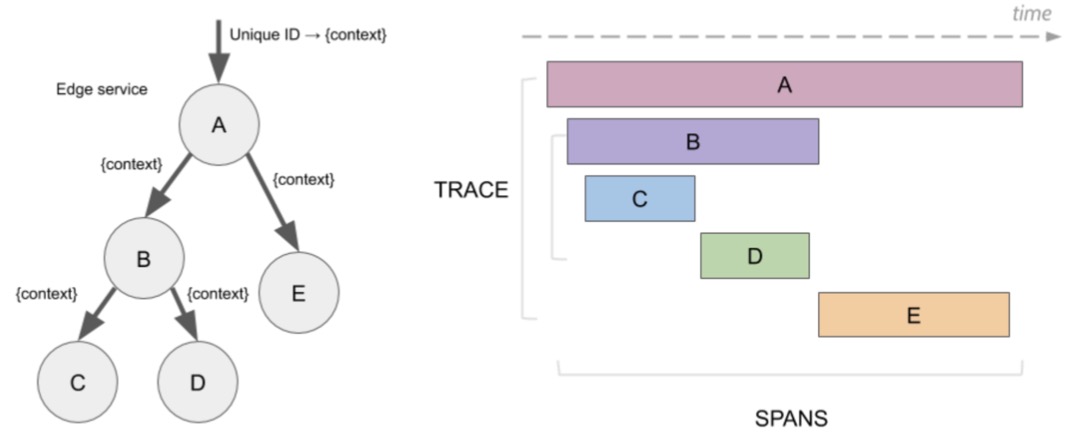 Unique ID → {context}
Edge service
A
{context}
{context}
B
E
{context}
{context}
C
D
time
A
B
TRACE
C
D
E
SPANS